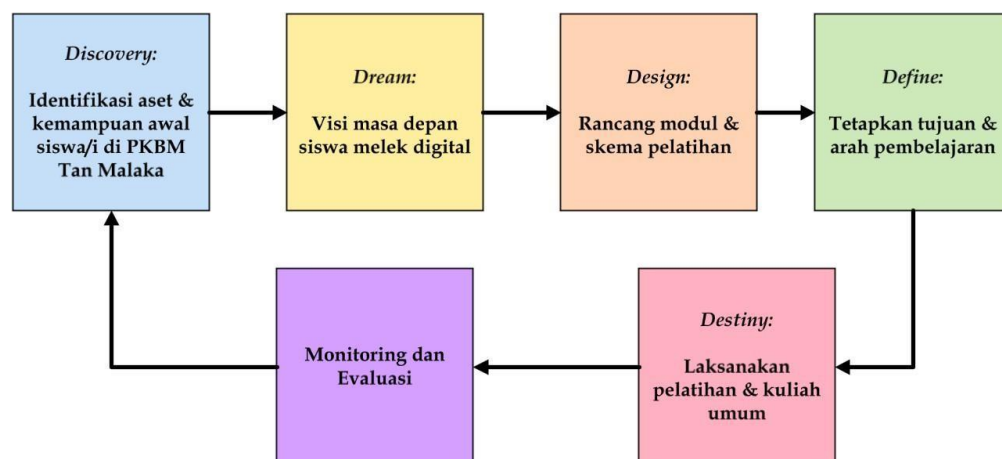 Discovery:
Identifikasi aset &
kemampuan awal
siswa/i di PKBM
Tan Malaka
Dream:
Visi masa depan
siswa melek digital
Design:
Rancang modul &
skema pelatihan
Define:
Tetapkan tujuan &
arah pembelajaran
Destiny:
Laksanakan
pelatihan & kuliah
umum
Monitoring dan
Evaluasi